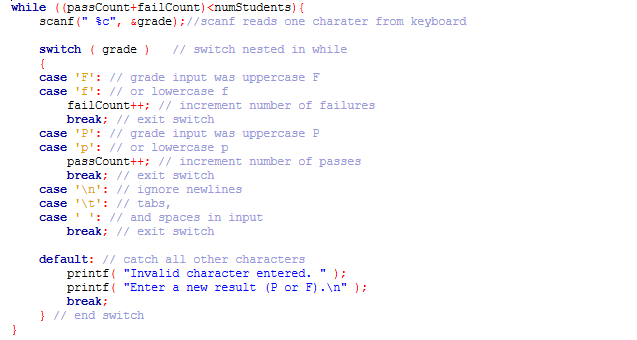 while ((passCount+failCount)<numStudents){
    scanf(" %c", &grade);//scanf reads one charater from keyboard

    switch ( grade )   // switch nested in while
    {
    case 'F': // grade input was uppercase F
    case 'f': // or lowercase f
        failCount++; // increment number of failures
        break; // exit switch
    case 'P': // grade input was uppercase P
    case 'p': // or lowercase p
        passCount++; // increment number of passes
        break; // exit switch
    case '\n': // ignore newlines
    case '\t': // tabs,
    case ' ': // and spaces in input
        break; // exit switch

    default: // catch all other characters
        printf( "Invalid character entered. " );
        printf( "Enter a new result (P or F).\n" );
        break;
    } // end switch
}